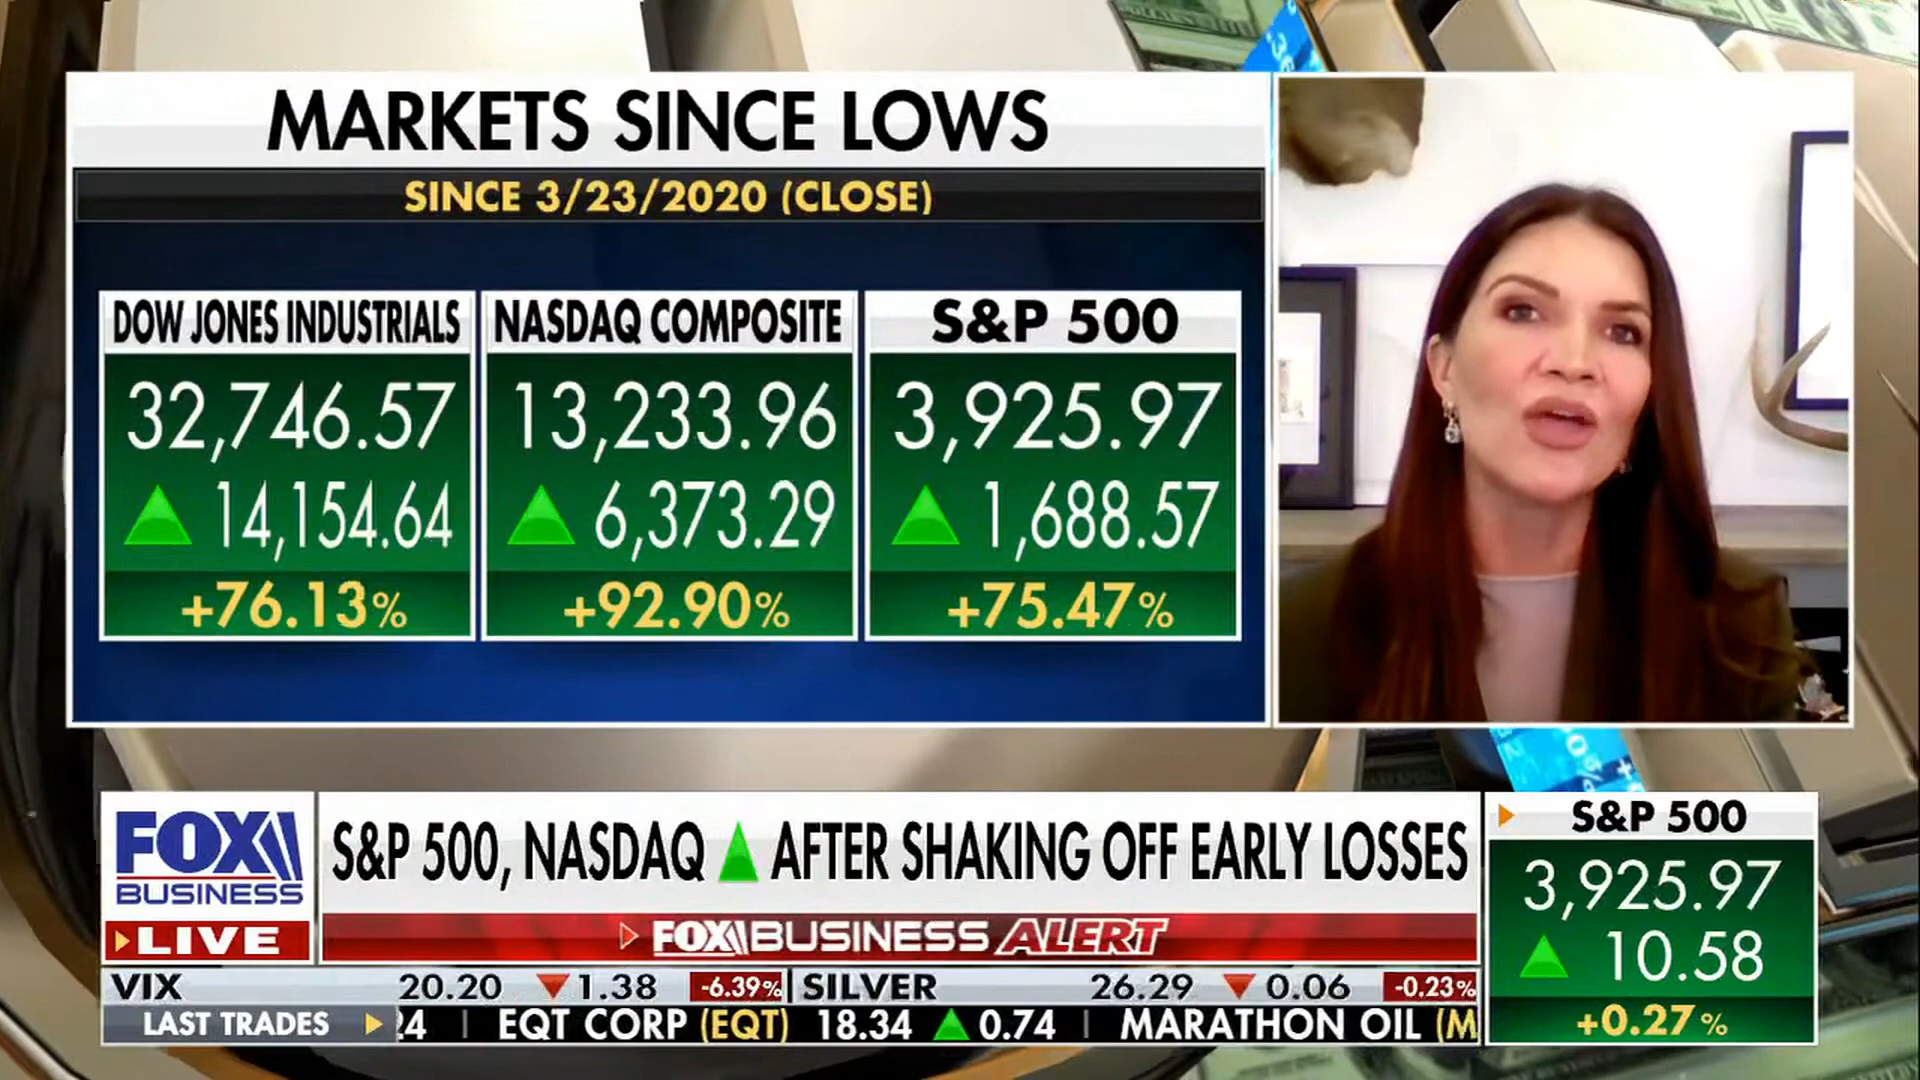 MARKETS SINCE LOWS
SINCE 3/23/2020 (CLOSE)
DOW JONES INDUSTRIALS
32,746.57
▲ 14,154.64
+76.13%
NASDAQ COMPOSITE
13,233.96
▲ 6,373.29
+92.90%
S&P 500
3,925.97
▲ 1,688.57
+75.47%
FOX BUSINESS
LIVE
S&P 500, NASDAQ ▲ AFTER SHAKING OFF EARLY LOSSES
FOX BUSINESS ALERT
S&P 500
3,925.97
▲ 10.58
+0.27%
VIX 20.20 ▼ 1.38 -6.39% SILVER 26.29 ▼ 0.06 -0.23%
LAST TRADES 24 | EQT CORP (EQT) 18.34 ▲ 0.74 | MARATHON OIL (M